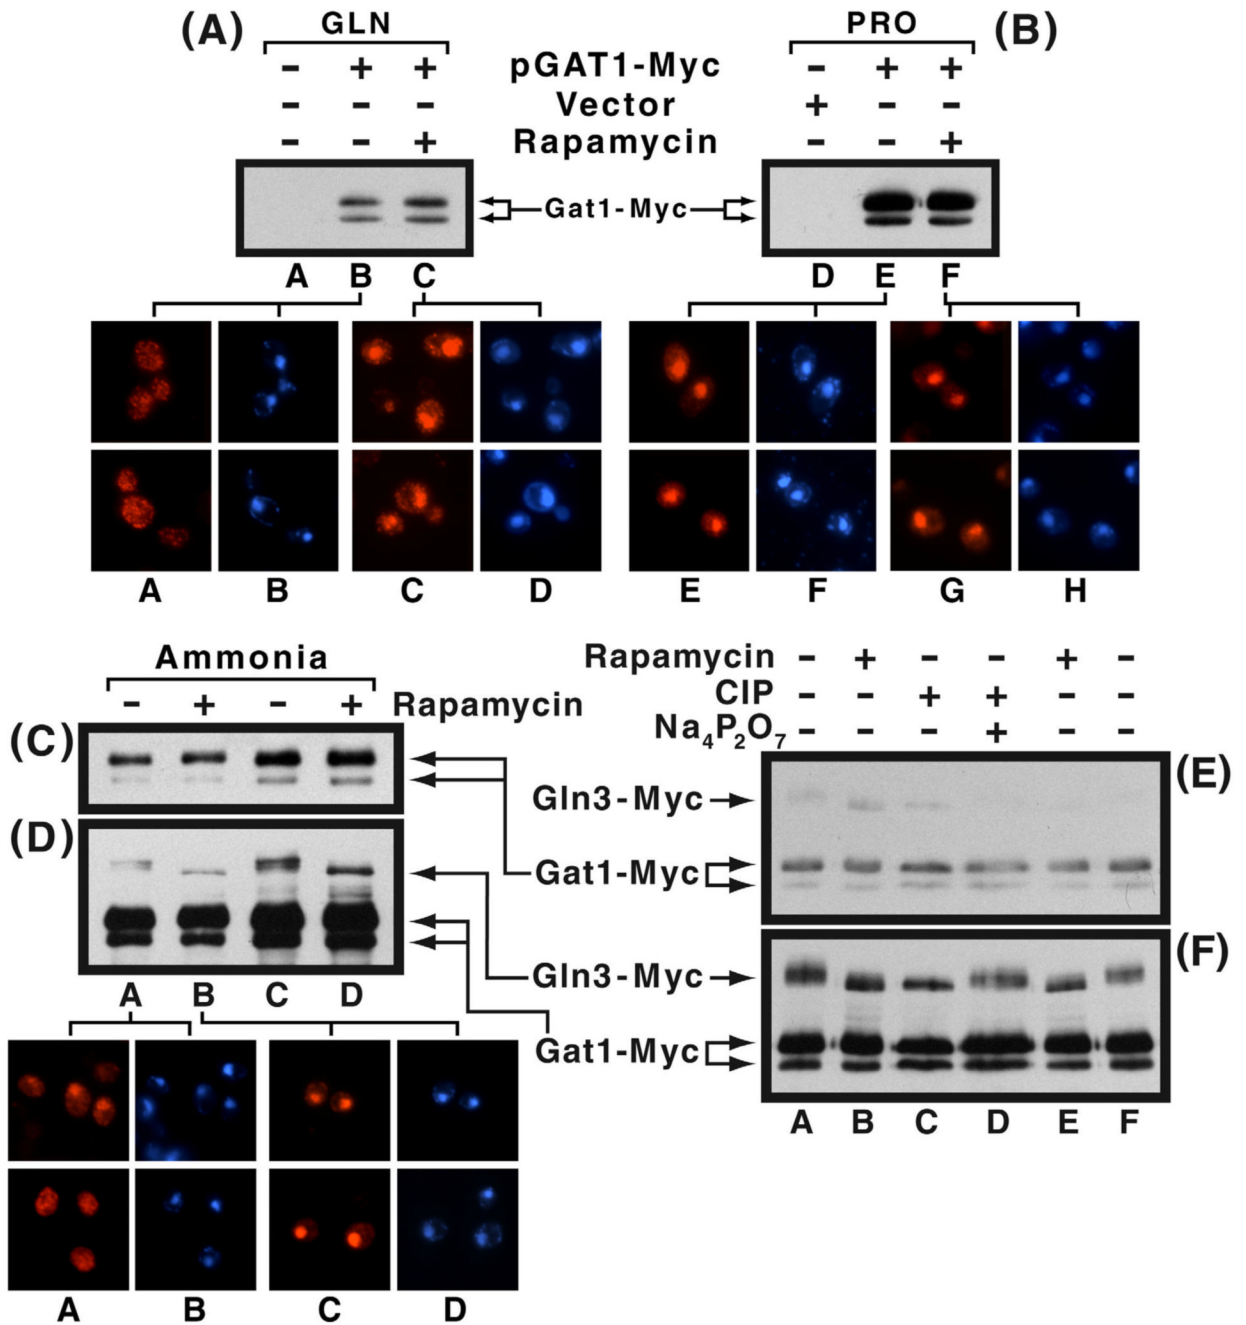 (A) GLN PRO (B)
- + + pGAT1-Myc - + +
- - - Vector + - -
- - + Rapamycin - - +
Gat1-Myc
A B C D E F
A B C D E F G H
Ammonia
- + - + Rapamycin
(C)
(D)
A B C D
A B C D
Rapamycin - + - - + -
CIP - - + + - -
Na4P2O7 - - - + - -
(E)
Gln3-Myc
Gat1-Myc
(F)
Gln3-Myc
Gat1-Myc
A B C D E F